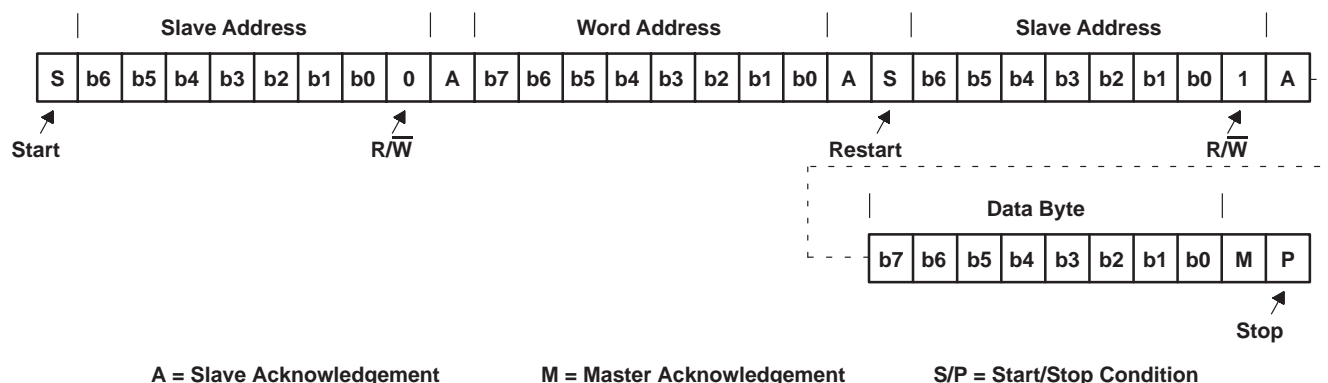 Slave Address Word Address Slave Address
S b6 b5 b4 b3 b2 b1 b0 0 A b7 b6 b5 b4 b3 b2 b1 b0 A S b6 b5 b4 b3 b2 b1 b0 1 A
Start R/W̅ Restart R/W̅
Data Byte
b7 b6 b5 b4 b3 b2 b1 b0 M P
Stop
A = Slave Acknowledgement M = Master Acknowledgement S/P = Start/Stop Condition